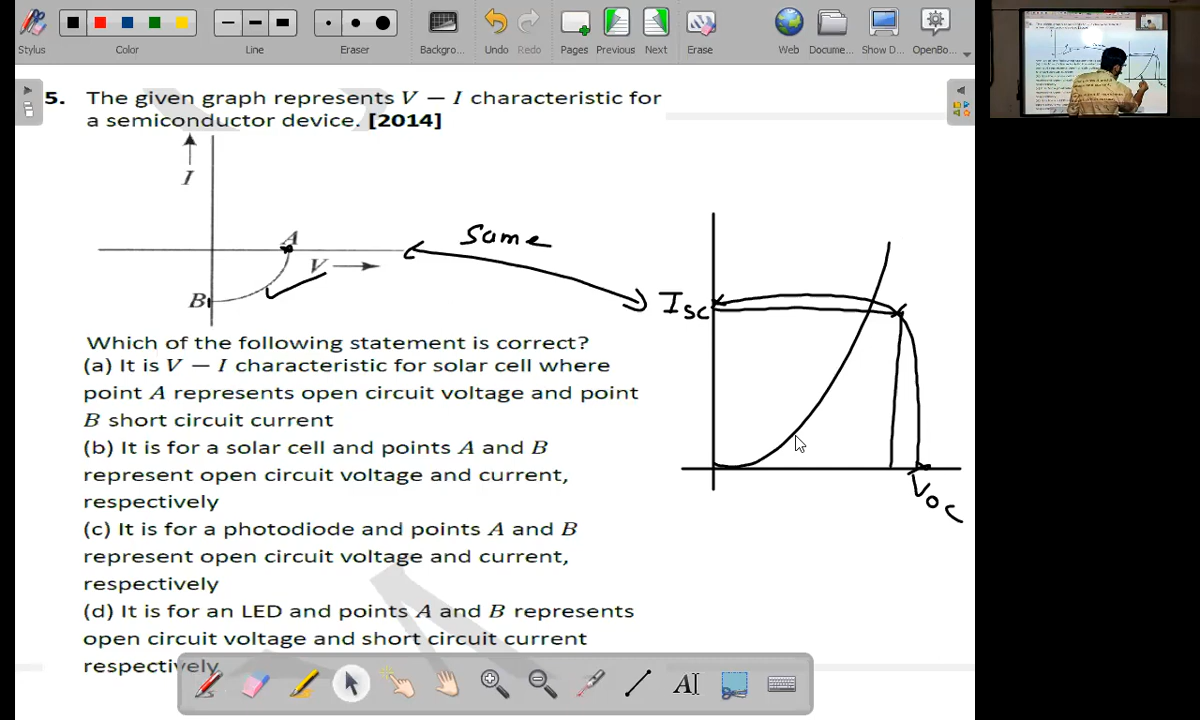 Stylus Color Line Eraser Backgro... Undo Redo Pages Previous Next Erase Web Docume... Show D... OpenBo...
5. The given graph represents V − I characteristic for
a semiconductor device. [2014]
I
A
V
B
Same
Isc
Voc
Which of the following statement is correct?
(a) It is V − I characteristic for solar cell where
point A represents open circuit voltage and point
B short circuit current
(b) It is for a solar cell and points A and B
represent open circuit voltage and current,
respectively
(c) It is for a photodiode and points A and B
represent open circuit voltage and current,
respectively
(d) It is for an LED and points A and B represents
open circuit voltage and short circuit current
respectively